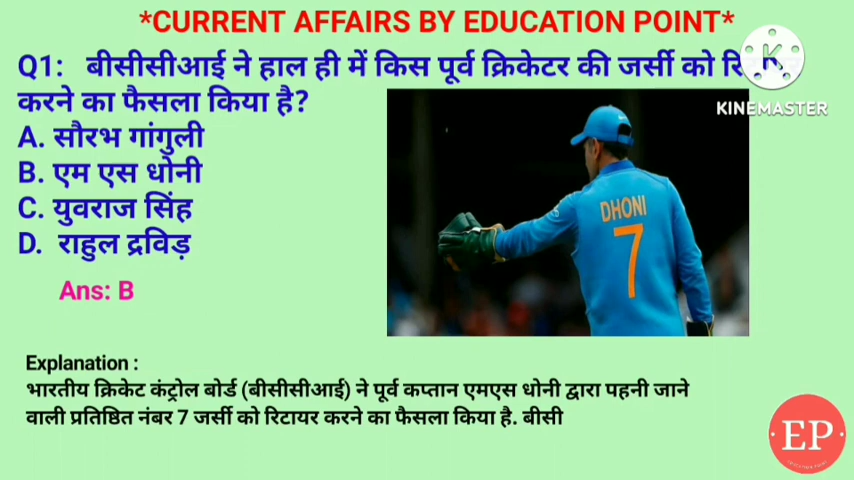 *CURRENT AFFAIRS BY EDUCATION POINT*
Q1: बीसीसीआई ने हाल ही में किस पूर्व क्रिकेटर की जर्सी को
करने का फैसला किया है?
KINEMASTER
A. सौरभ गांगुली
B. एम एस धोनी
C. युवराज सिंह
D. राहुल द्रविड़
Ans: B
DHONI
7
Explanation :
भारतीय क्रिकेट कंट्रोल बोर्ड (बीसीसीआई) ने पूर्व कप्तान एमएस धोनी द्वारा पहनी जाने
वाली प्रतिष्ठित नंबर 7 जर्सी को रिटायर करने का फैसला किया है. बीसी
EP